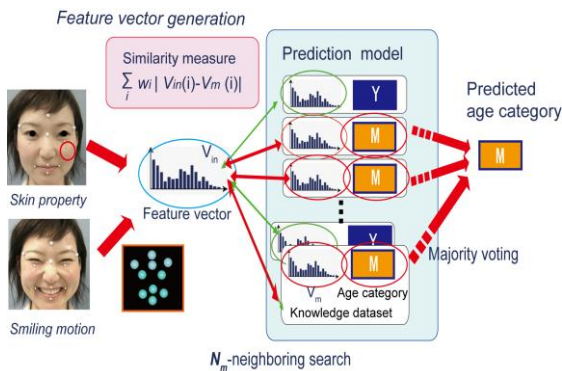 Feature vector generation
Similarity measure
∑ wi | Vin(i)-Vm (i)|
i
Prediction model
Y
M
M
Y
M
Vin
Feature vector
Skin property
Smiling motion
Vm
Age category
Knowledge dataset
Predicted
age category
M
Majority voting
Nm-neighboring search